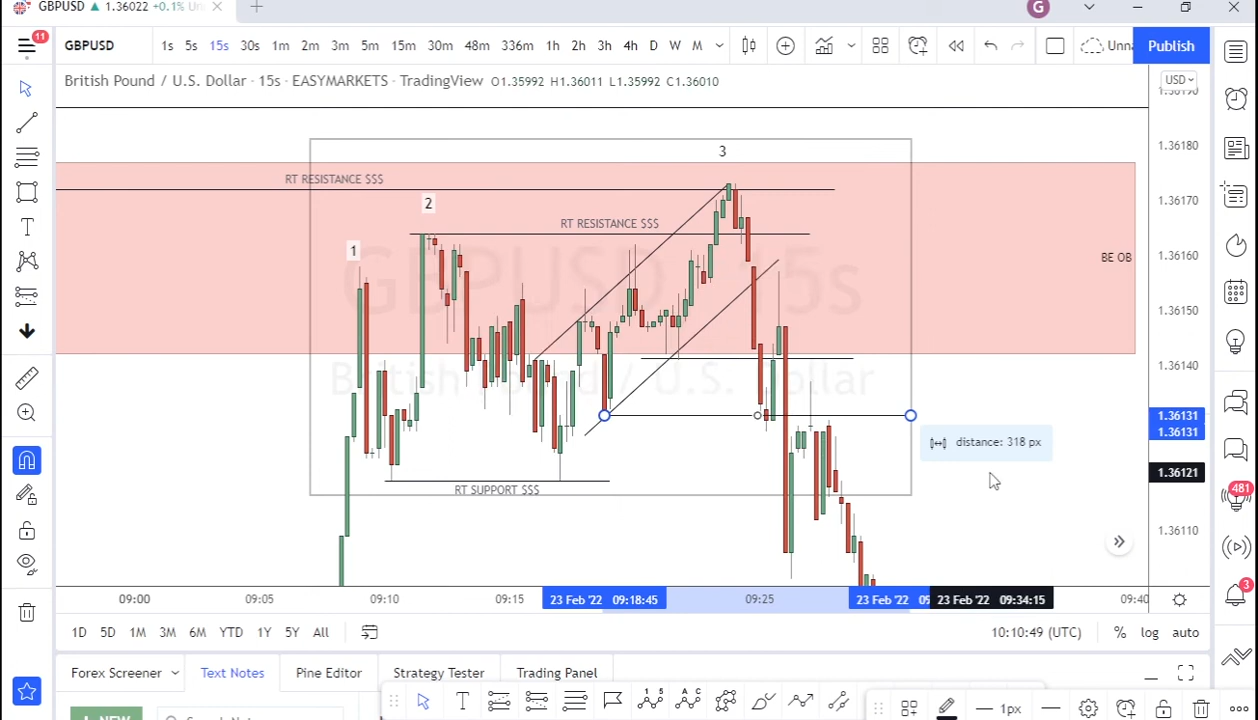 GBPUSD ▲ 1.36022 +0.1%
G
11
GBPUSD 1s 5s 15s 30s 1m 2m 3m 5m 15m 30m 48m 336m 1h 2h 3h 4h D W M
Publish
British Pound / U.S. Dollar · 15s · EASYMARKETS · TradingView O1.35992 H1.36011 L1.35992 C1.36010
USD
1.36190
1.36180
1.36170
1.36160
1.36150
1.36140
1.36131
1.36131
1.36121
1.36110
3
RT RESISTANCE $$$
2
RT RESISTANCE $$$
1
BE OB
GBPUSD 15s
British Pound / U.S. Dollar
distance: 318 px
RT SUPPORT $$$
481
3
09:00 09:05 09:10 09:15 23 Feb '22 09:18:45 09:25 23 Feb '22 23 Feb '22 09:34:15 09:40
1D 5D 1M 3M 6M YTD 1Y 5Y All 10:10:49 (UTC) % log auto
Forex Screener Text Notes Pine Editor Strategy Tester Trading Panel
NEW
1px